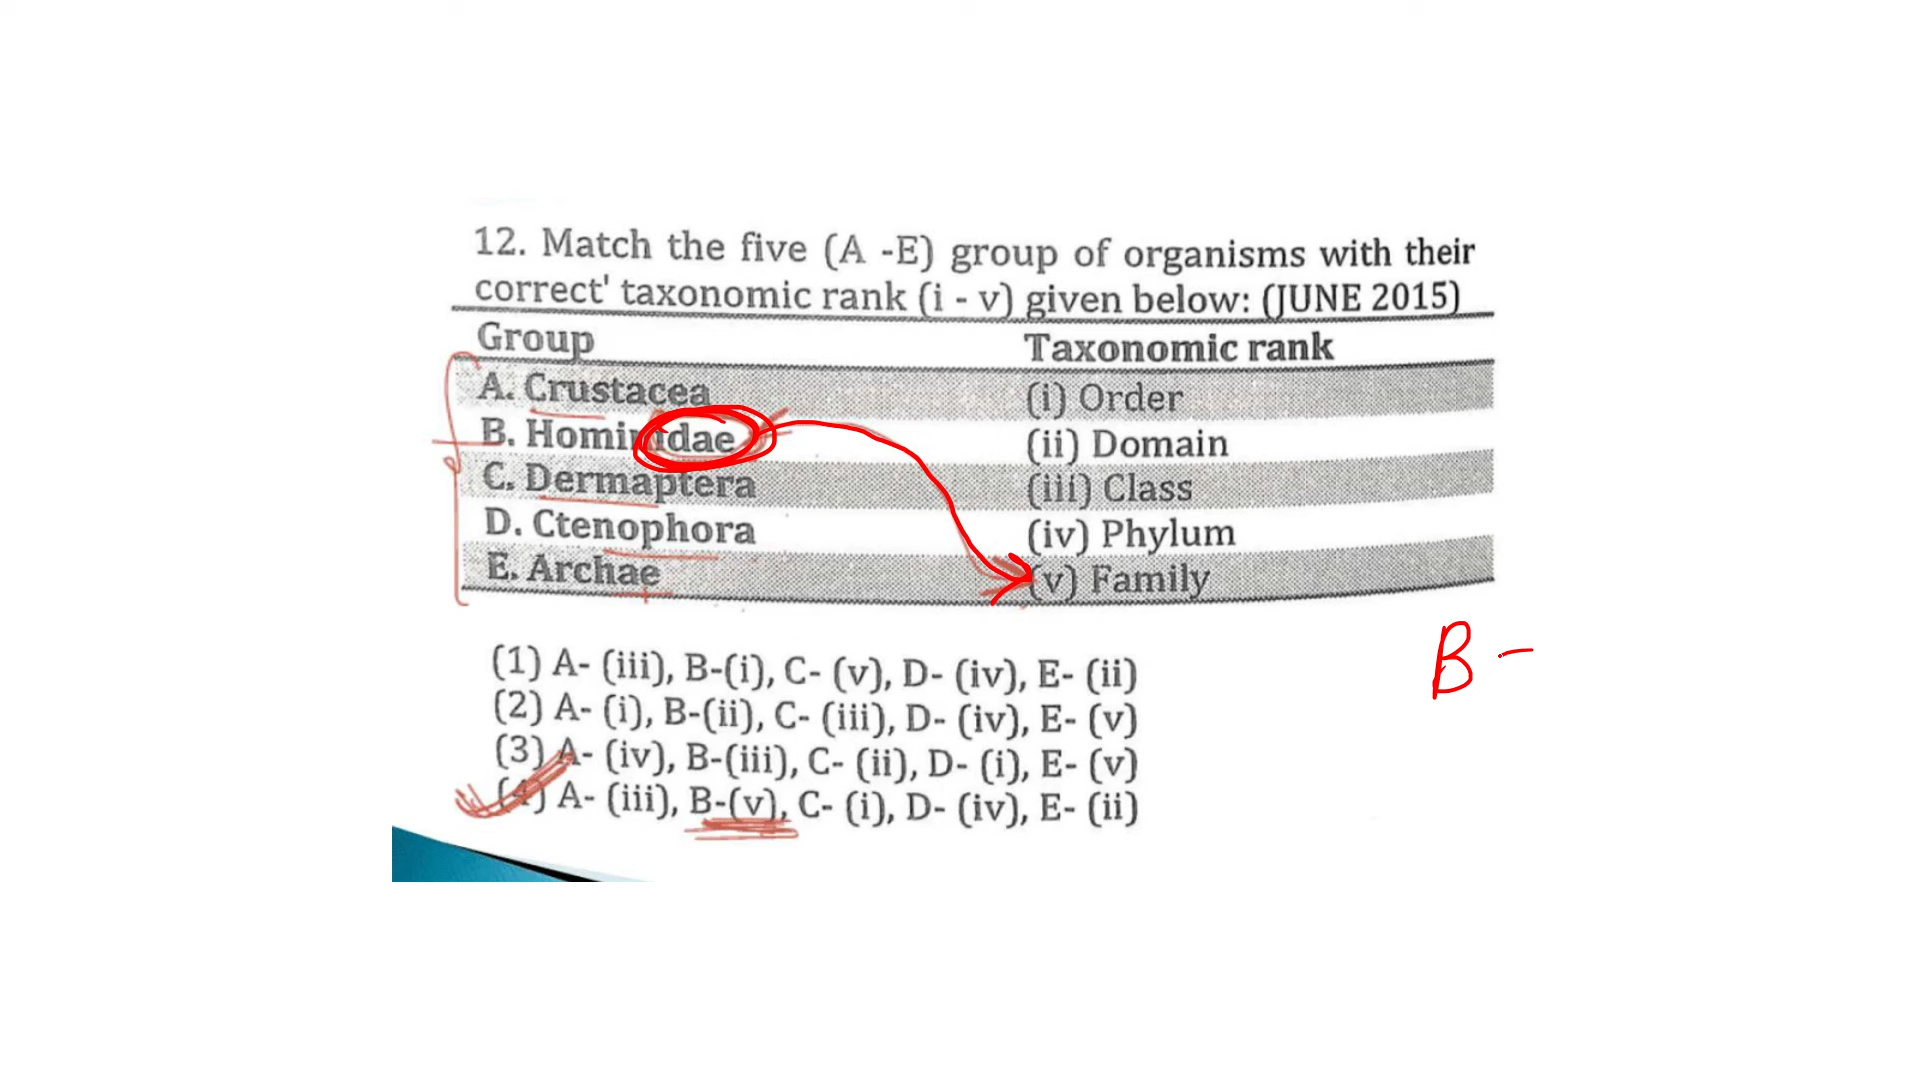 12. Match the five (A -E) group of organisms with their
correct' taxonomic rank (i - v) given below: (JUNE 2015)
Group Taxonomic rank
A. Crustacea (i) Order
B. Hominidae (ii) Domain
C. Dermaptera (iii) Class
D. Ctenophora (iv) Phylum
E. Archae (v) Family
B -
(1) A- (iii), B-(i), C- (v), D- (iv), E- (ii)
(2) A- (i), B-(ii), C- (iii), D- (iv), E- (v)
(3) A- (iv), B-(iii), C- (ii), D- (i), E- (v)
(4) A- (iii), B-(v), C- (i), D- (iv), E- (ii)